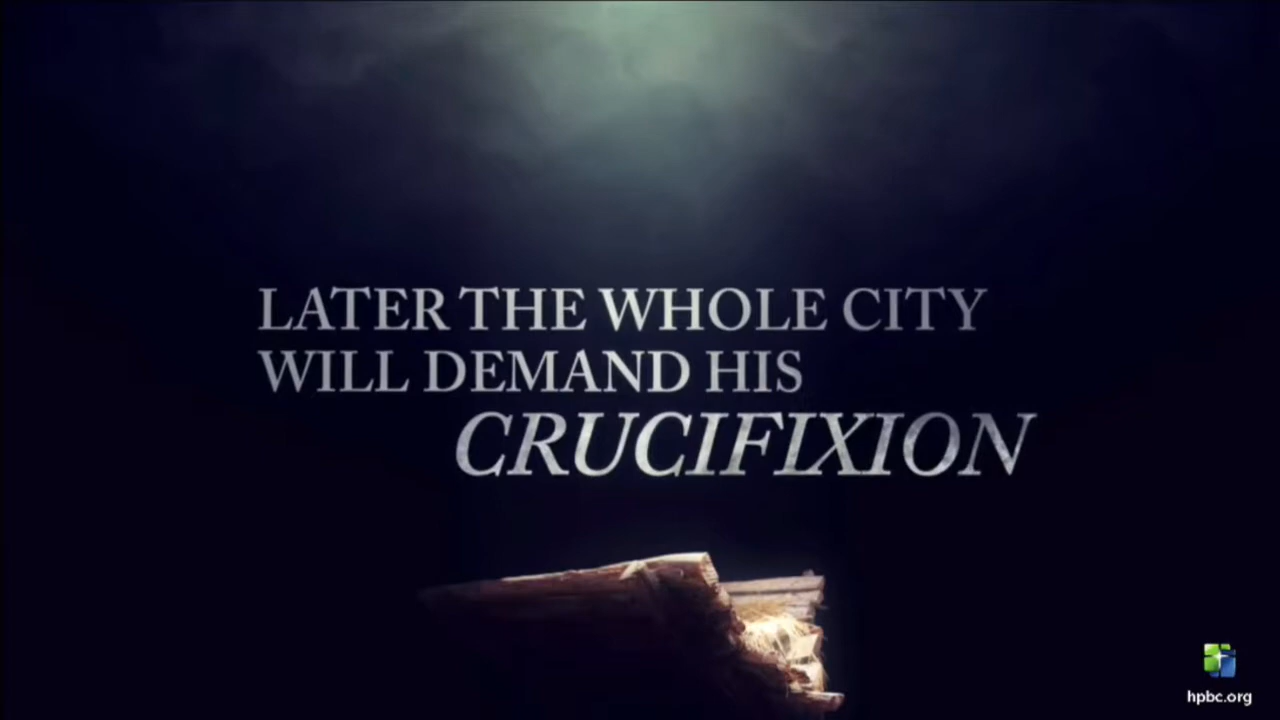 LATER THE WHOLE CITY
WILL DEMAND HIS
CRUCIFIXION
hpbc.org